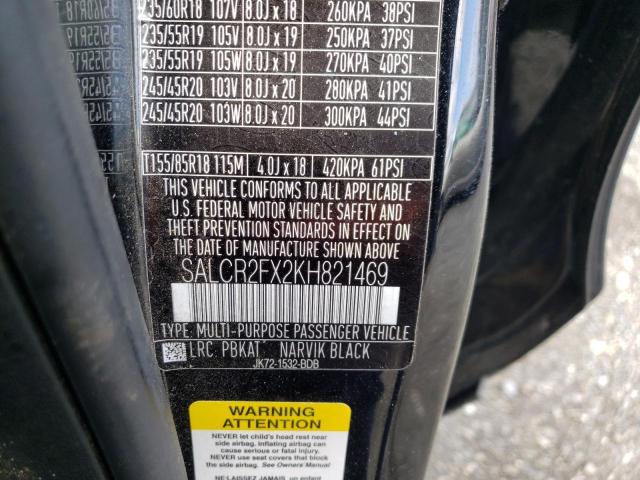 235/60R18 107V 8.0J x 18 260KPA 38PSI
235/55R19 105V 8.0J x 19 250KPA 37PSI
235/55R19 105W 8.0J x 19 270KPA 40PSI
245/45R20 103V 8.0J x 20 280KPA 41PSI
245/45R20 103W 8.0J x 20 300KPA 44PSI
T155/85R18 115M 4.0J x 18 420KPA 61PSI
THIS VEHICLE CONFORMS TO ALL APPLICABLE
U.S. FEDERAL MOTOR VEHICLE SAFETY AND
THEFT PREVENTION STANDARDS IN EFFECT ON
THE DATE OF MANUFACTURE SHOWN ABOVE
SALCR2FX2KH821469
TYPE: MULTI-PURPOSE PASSENGER VEHICLE
LRC PBKAT NARVIK BLACK
JK72-1532-BDB
WARNING
ATTENTION
NEVER let child's head rest near
side airbag. Inflating airbag can
cause serious or fatal injury.
NEVER use seat covers that block
side airbag. See Owners' Manual
NE LAISSEZ JAMAIS un enfant